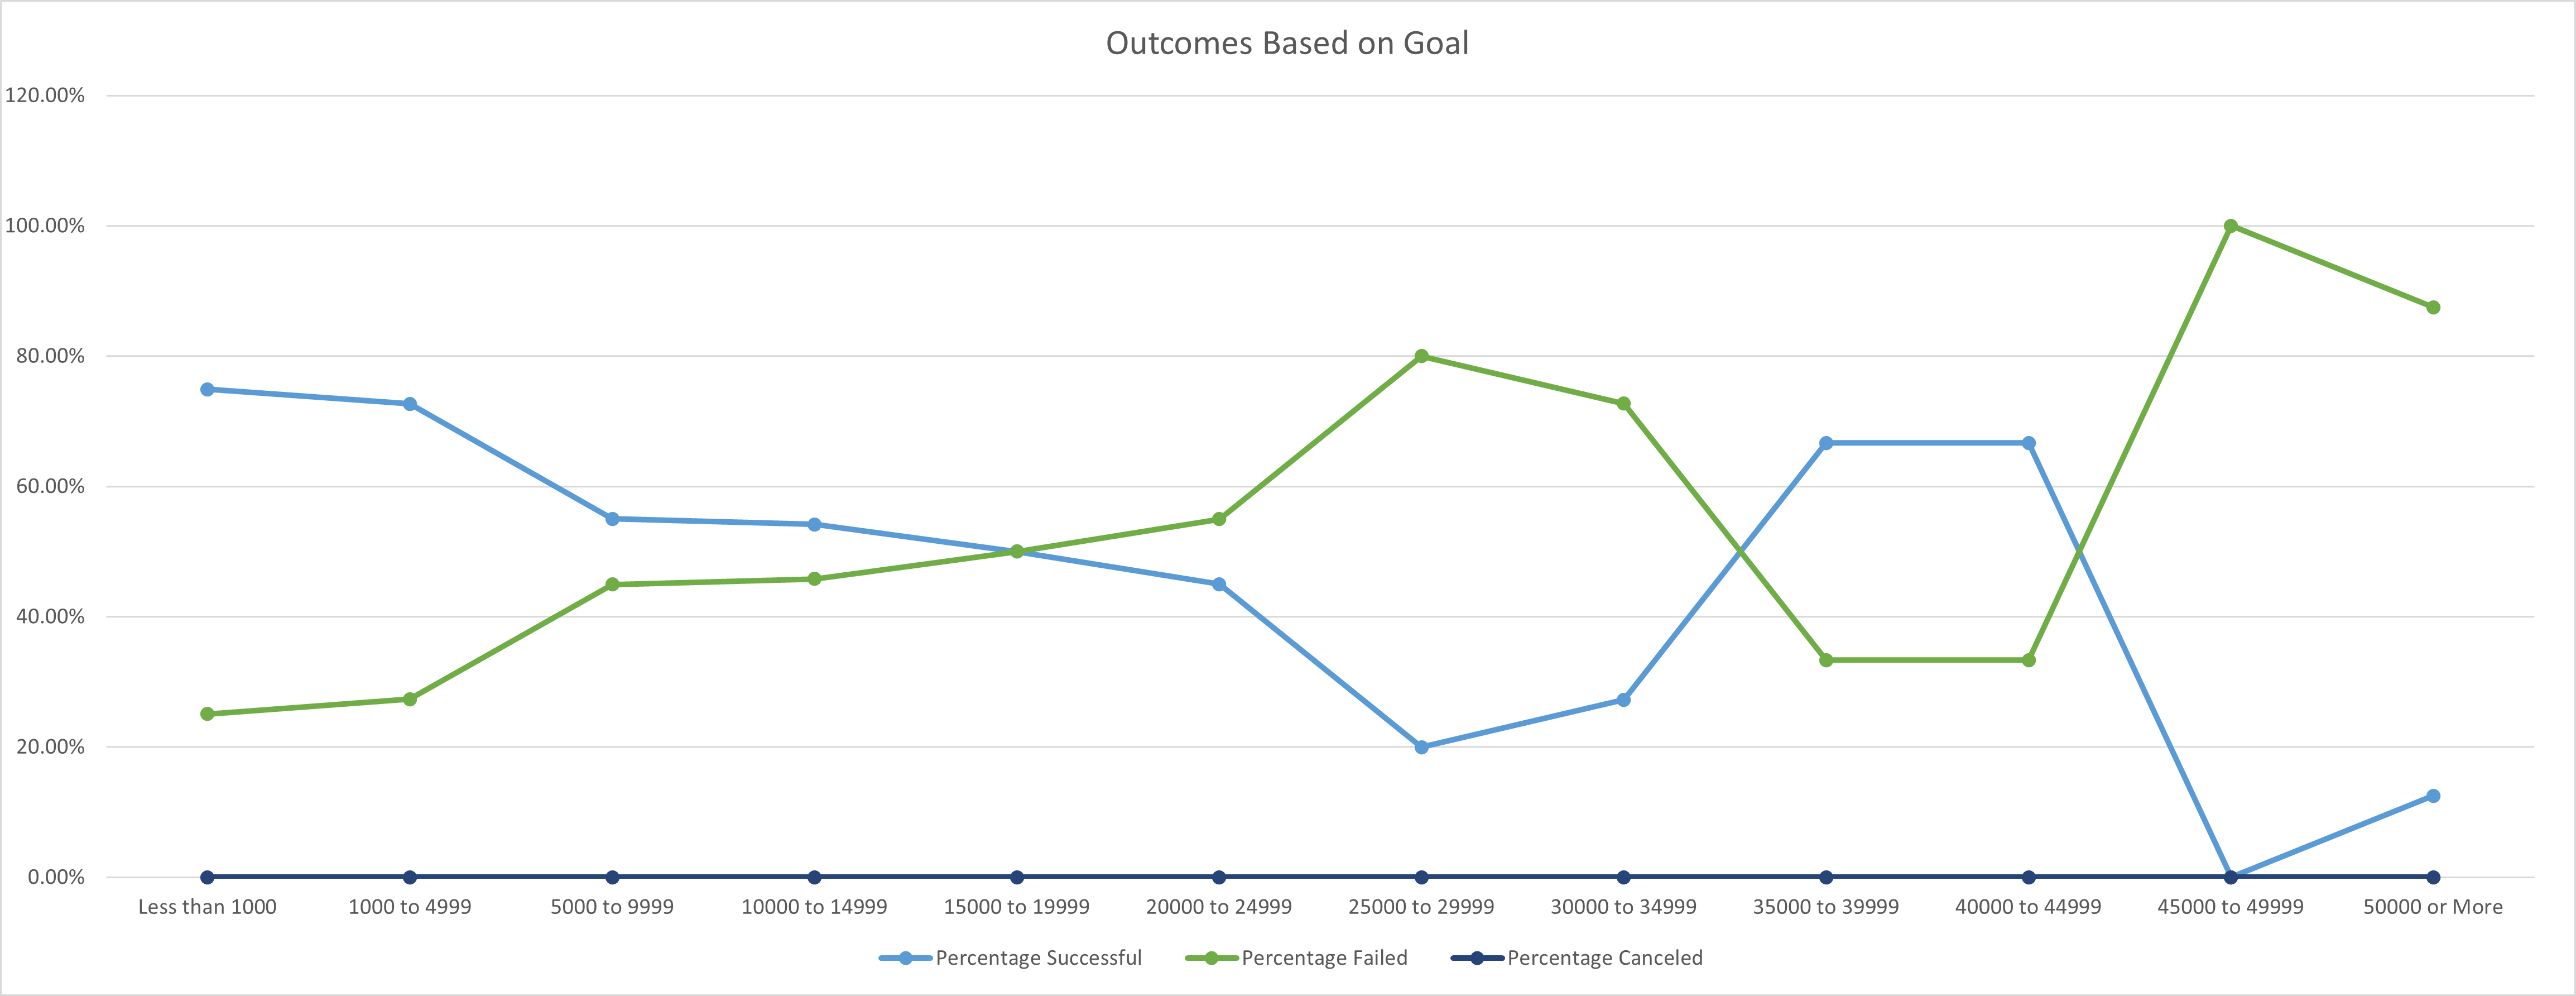 Outcomes Based on Goal
120.00%
100.00%
80.00%
60.00%
40.00%
20.00%
0.00%
Less than 1000 1000 to 4999 5000 to 9999 10000 to 14999 15000 to 19999 20000 to 24999 25000 to 29999 30000 to 34999 35000 to 39999 40000 to 44999 45000 to 49999 50000 or More
Percentage Successful Percentage Failed Percentage Canceled